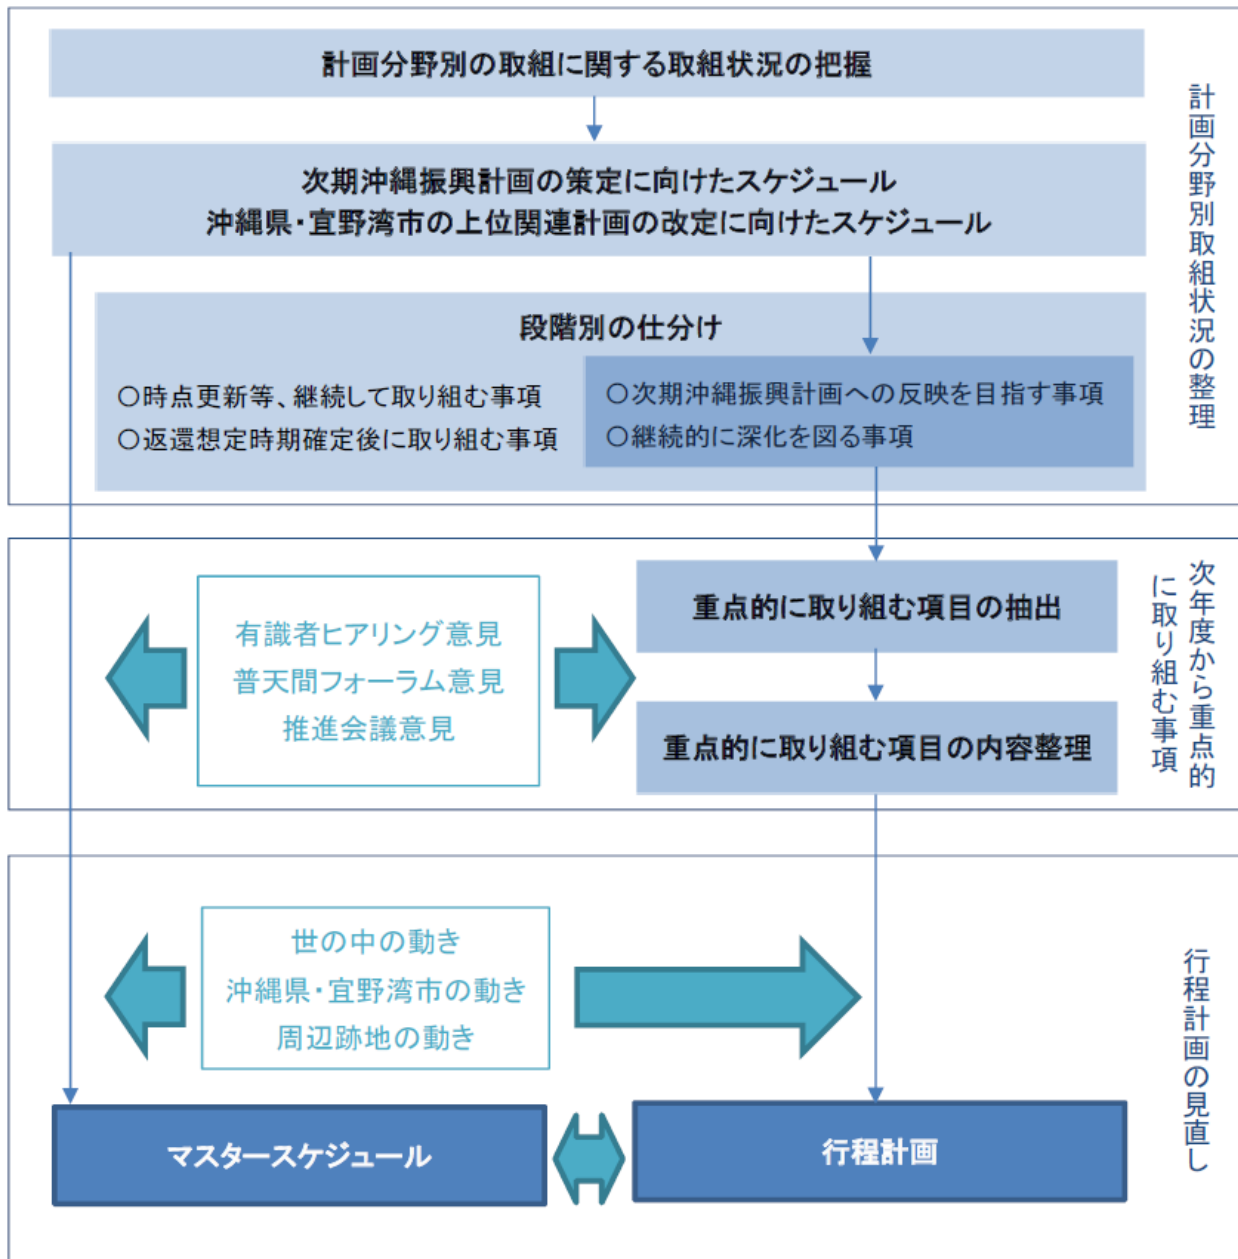 計画分野別の取組に関する取組状況の把握
次期沖縄振興計画の策定に向けたスケジュール
沖縄県・宜野湾市の上位関連計画の改定に向けたスケジュール
段階別の仕分け
○時点更新等、継続して取り組む事項
○返還想定時期確定後に取り組む事項
○次期沖縄振興計画への反映を目指す事項
○継続的に深化を図る事項
計画分野別取組状況の整理
有識者ヒアリング意見
普天間フォーラム意見
推進会議意見
重点的に取り組む項目の抽出
重点的に取り組む項目の内容整理
次年度から重点的
に取り組む事項
世の中の動き
沖縄県・宜野湾市の動き
周辺跡地の動き
マスタースケジュール
行程計画
行程計画の見直し